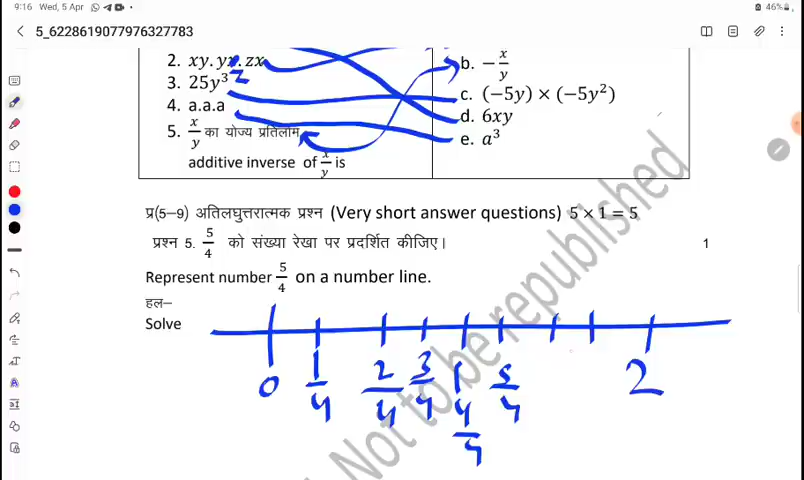 9:16 Wed, 5 Apr
46%
5_6228619077976327783
2. xy.yz.zx
3. 25y³
4. a.a.a
5. x/y का योज्य प्रतिलोम
additive inverse of x/y is
b. −x/y
c. (−5y) × (−5y²)
d. 6xy
e. a³
प्र(5−9) अतिलघुत्तरात्मक प्रश्न (Very short answer questions) 5 × 1 = 5
प्रश्न 5. 5/4 को संख्या रेखा पर प्रदर्शित कीजिए। 1
Represent number 5/4 on a number line.
हल−
Solve
0 1/4 2/4 3/4 1 5/4 2
4/4
Not to be republished